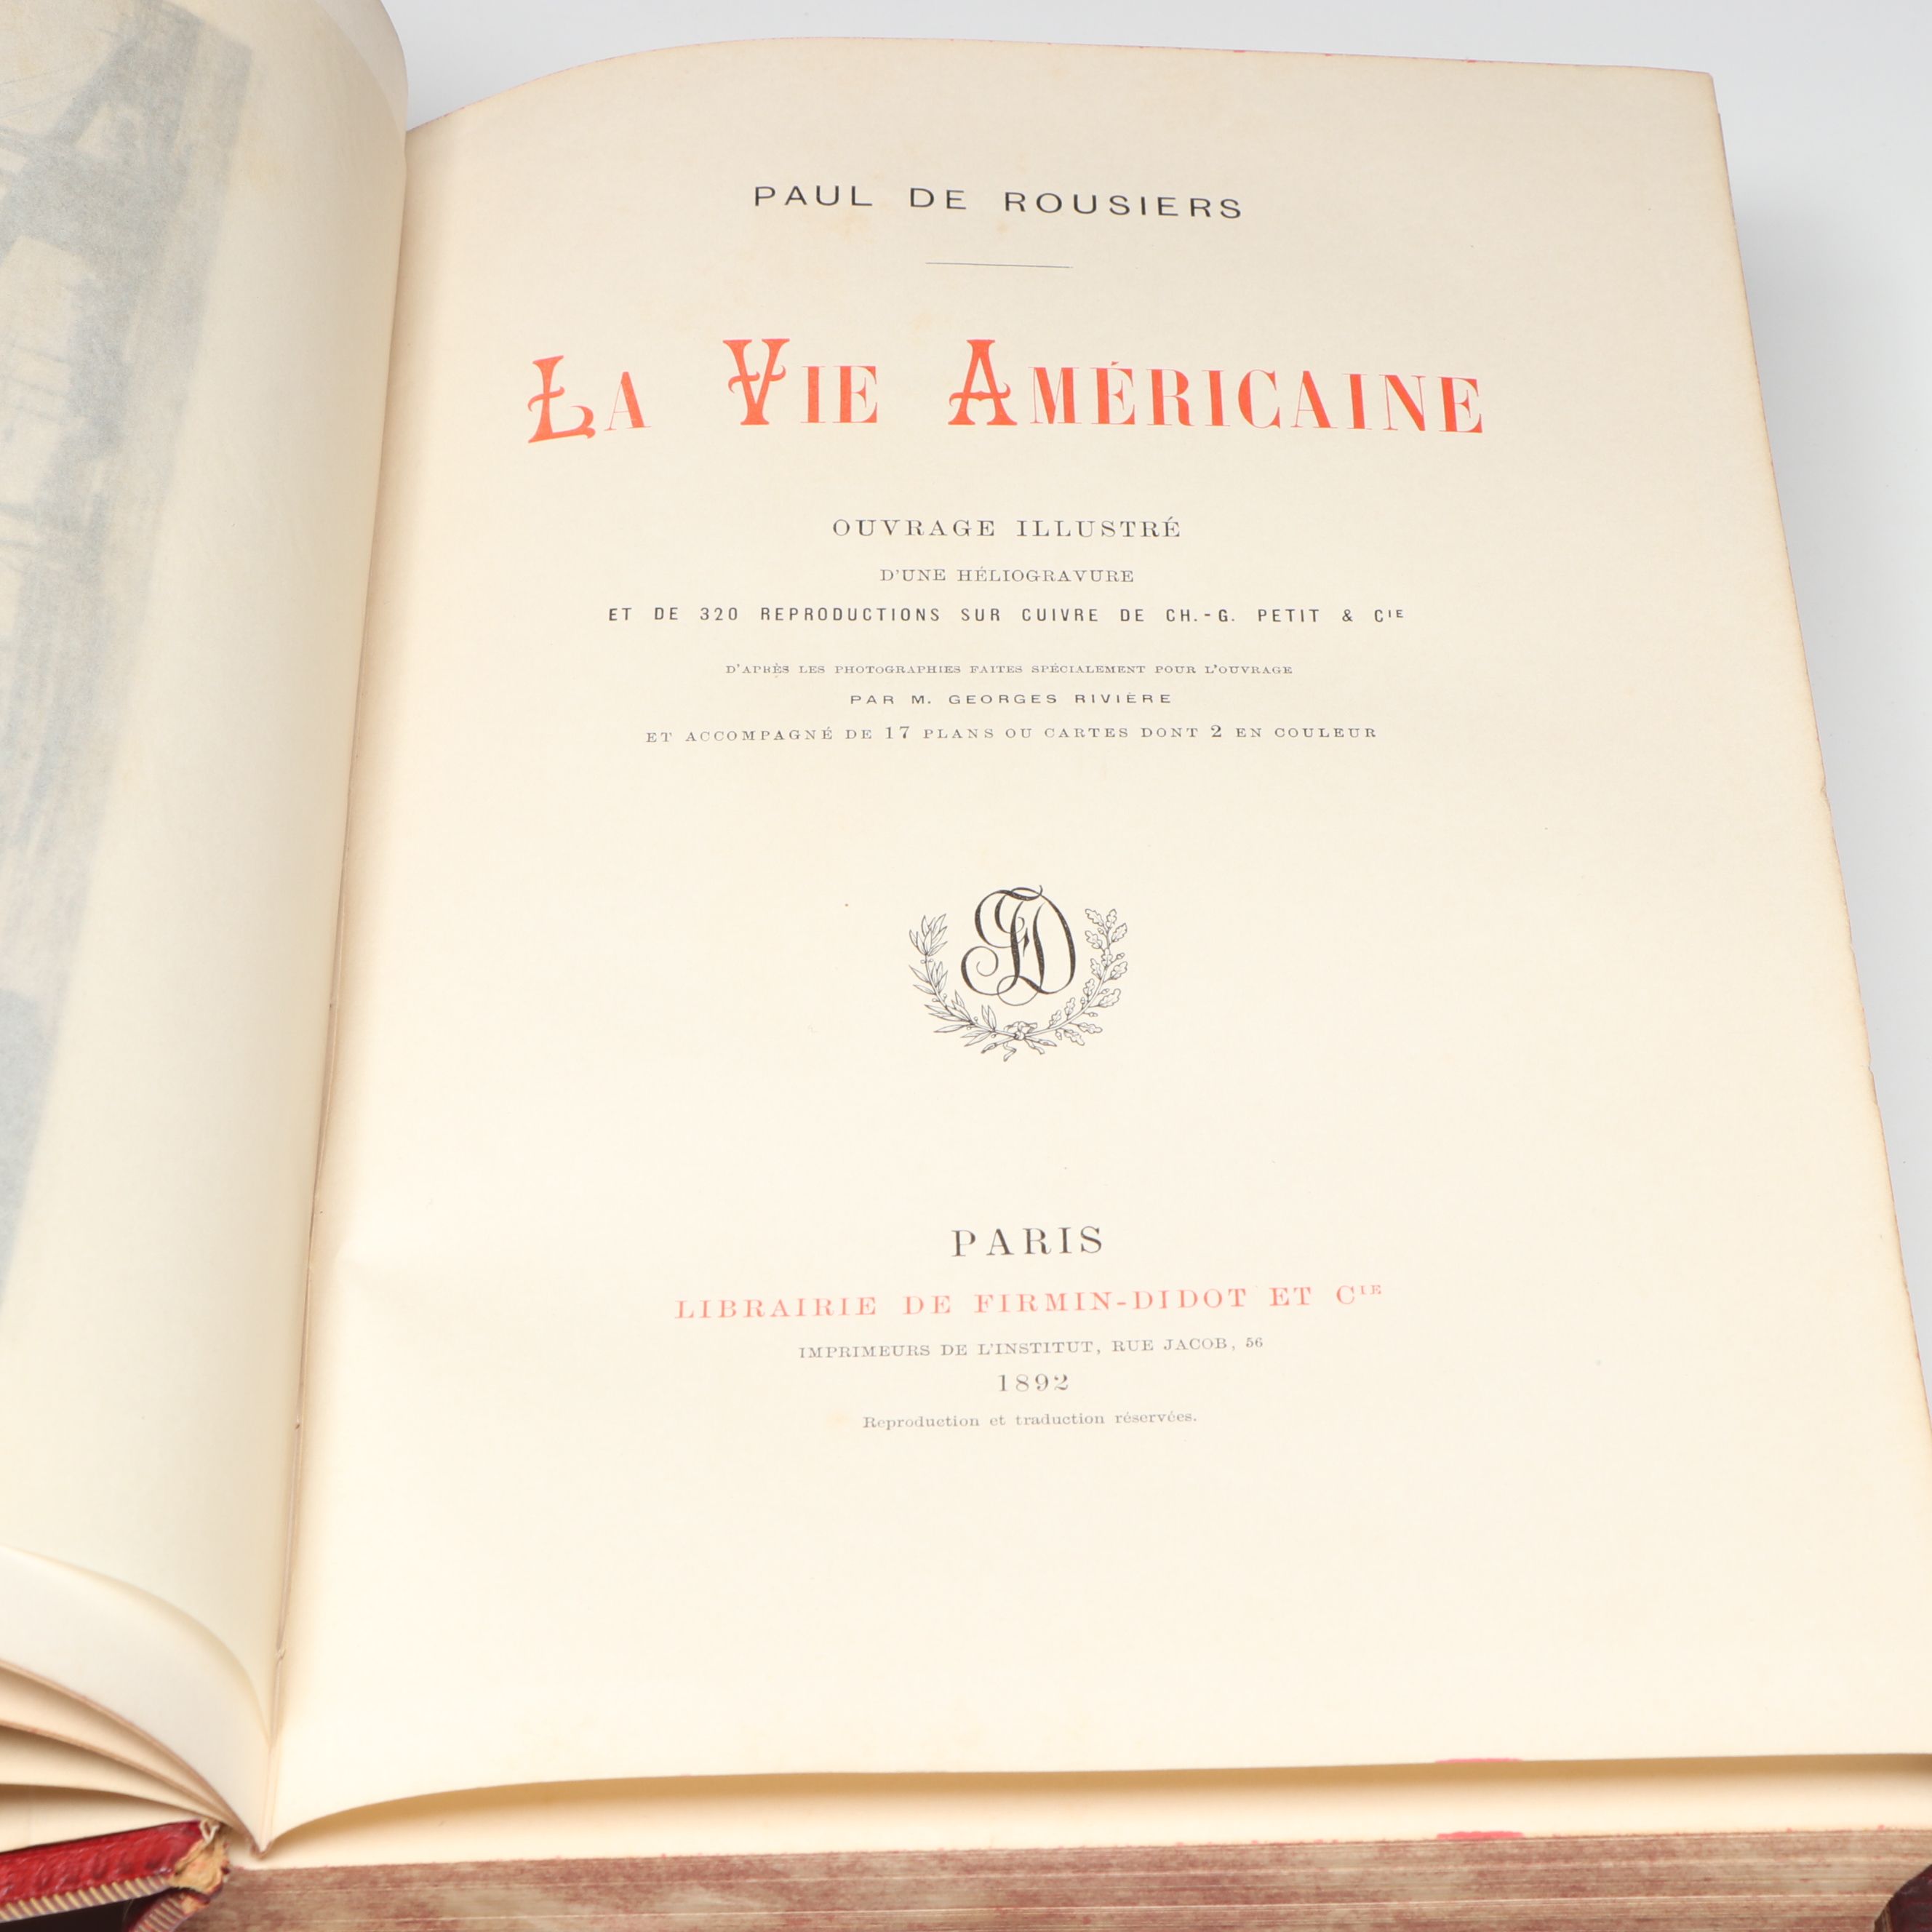 PAUL DE ROUSIERS
LA VIE AMÉRICAINE
OUVRAGE ILLUSTRÉ
D'UNE HÉLIOGRAVURE
ET DE 320 REPRODUCTIONS SUR CUIVRE DE CH.-G. PETIT & CIE
D'APRÈS LES PHOTOGRAPHIES FAITES SPÉCIALEMENT POUR L'OUVRAGE
PAR M. GEORGES RIVIÈRE
ET ACCOMPAGNÉ DE 17 PLANS OU CARTES DONT 2 EN COULEUR
FD
PARIS
LIBRAIRIE DE FIRMIN-DIDOT ET CIE
IMPRIMEURS DE L'INSTITUT, RUE JACOB, 56
1892
Reproduction et traduction réservées.